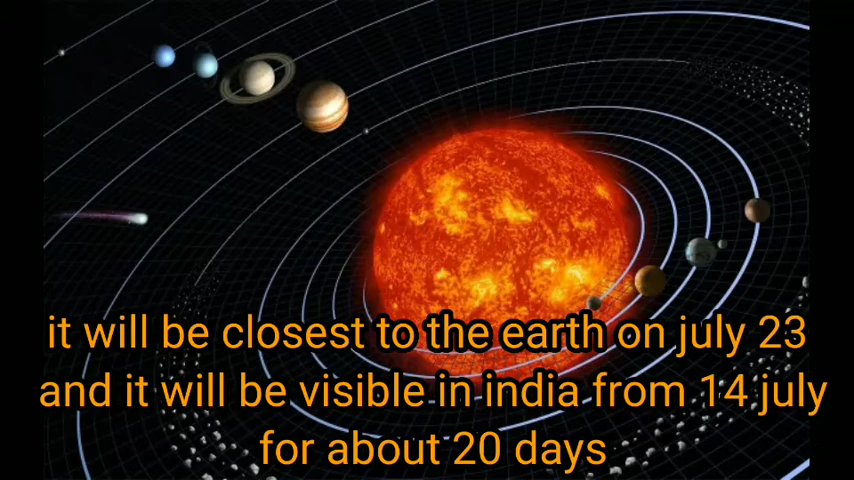 it will be closest to the earth on july 23
and it will be visible in india from 14 july
for about 20 days